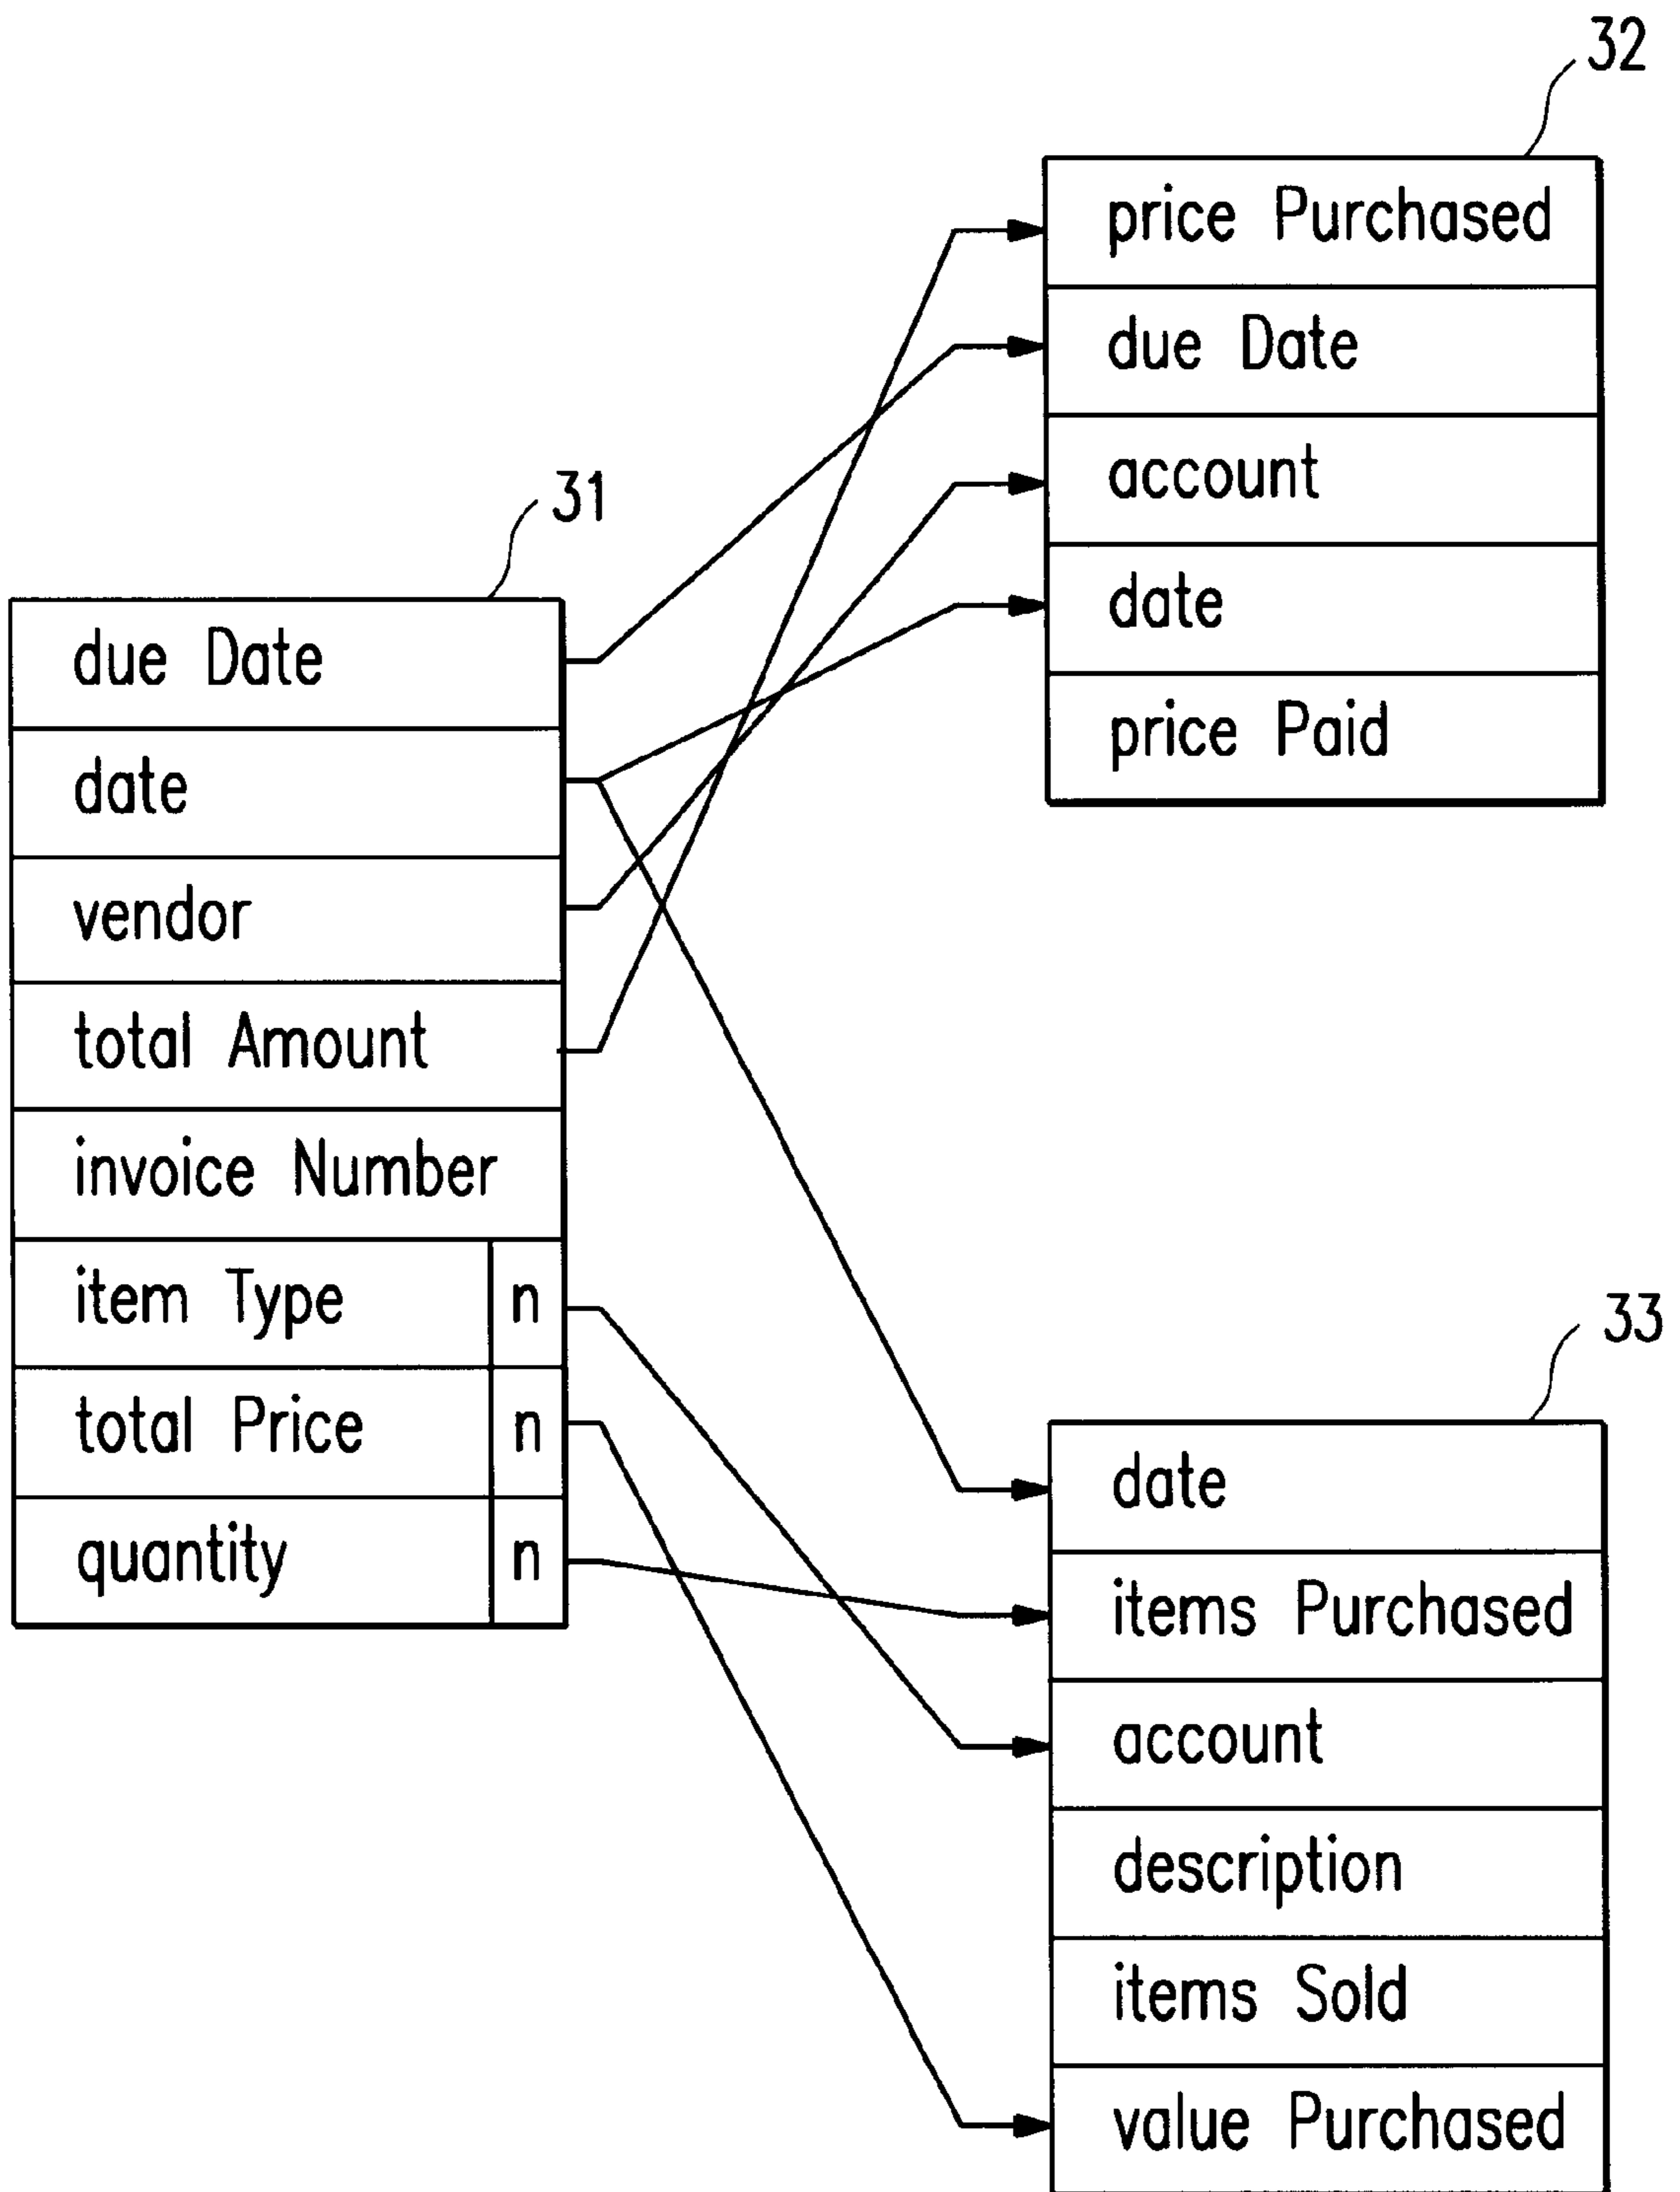 32
price Purchased
due Date
account
date
price Paid
31
due Date
date
vendor
total Amount
invoice Number
item Type n
total Price n
quantity n
33
date
items Purchased
account
description
items Sold
value Purchased